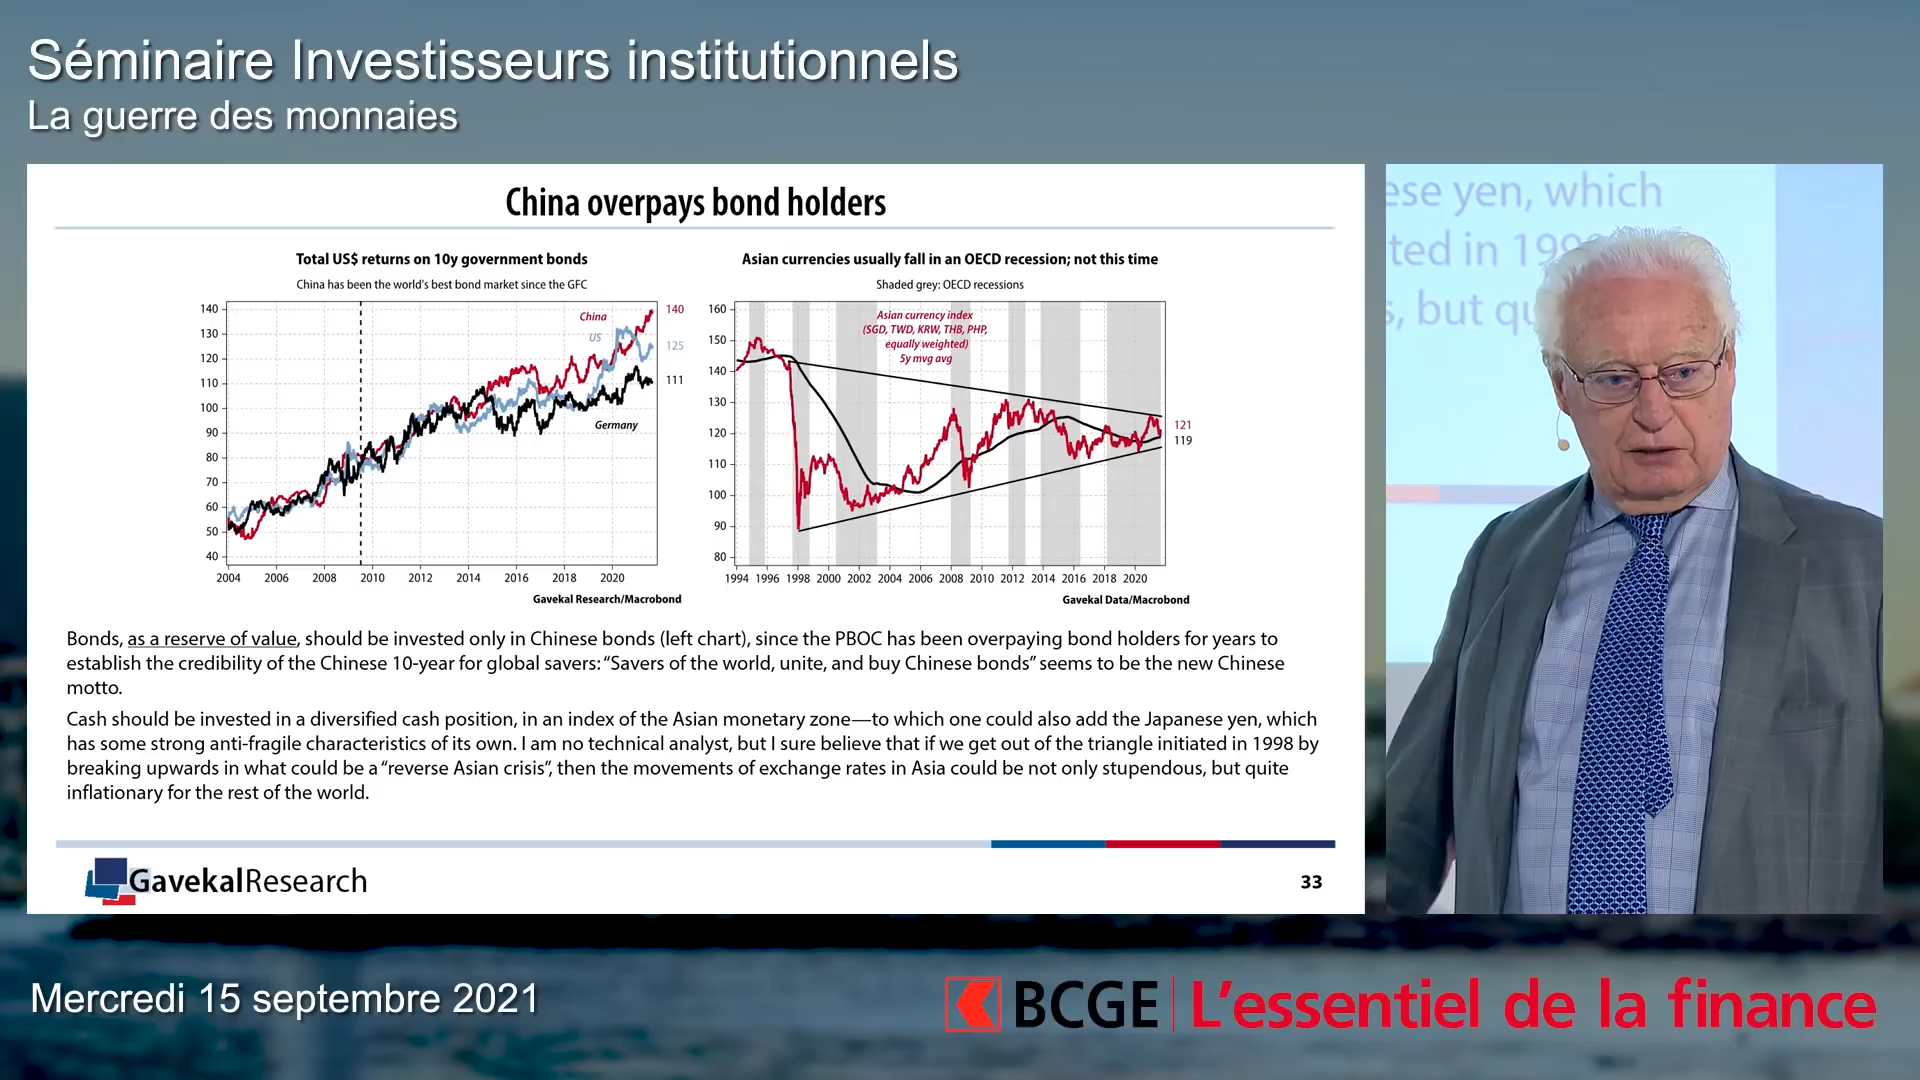 Séminaire Investisseurs institutionnels
La guerre des monnaies
China overpays bond holders
Total US$ returns on 10y government bonds
China has been the world's best bond market since the GFC
140
130
120
110
100
90
80
70
60
50
40
China
US
Germany
140
125
111
2004 2006 2008 2010 2012 2014 2016 2018 2020
Gavekal Research/Macrobond
Asian currencies usually fall in an OECD recession; not this time
Shaded grey: OECD recessions
160
150
140
130
120
110
100
90
80
Asian currency index
(SGD, TWD, KRW, THB, PHP,
equally weighted)
5y mvg avg
121
119
1994 1996 1998 2000 2002 2004 2006 2008 2010 2012 2014 2016 2018 2020
Gavekal Data/Macrobond
Bonds, as a reserve of value, should be invested only in Chinese bonds (left chart), since the PBOC has been overpaying bond holders for years to
establish the credibility of the Chinese 10-year for global savers: “Savers of the world, unite, and buy Chinese bonds” seems to be the new Chinese
motto.
Cash should be invested in a diversified cash position, in an index of the Asian monetary zone—to which one could also add the Japanese yen, which
has some strong anti-fragile characteristics of its own. I am no technical analyst, but I sure believe that if we get out of the triangle initiated in 1998 by
breaking upwards in what could be a “reverse Asian crisis”, then the movements of exchange rates in Asia could be not only stupendous, but quite
inflationary for the rest of the world.
GavekalResearch
33
ese yen, which
ted in 199
s, but qu
Mercredi 15 septembre 2021
BCGE L’essentiel de la finance